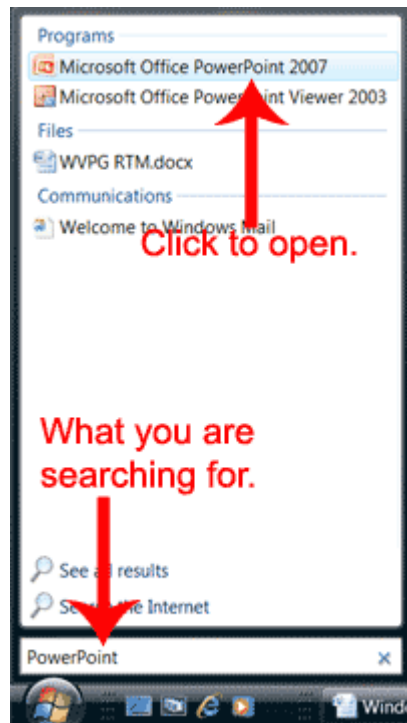 Programs
Microsoft Office PowerPoint 2007
Microsoft Office PowerPoint Viewer 2003
Files
WVPG RTM.docx
Communications
Welcome to Windows Mail
Click to open.
What you are
searching for.
See all results
Search the Internet
PowerPoint
Windo